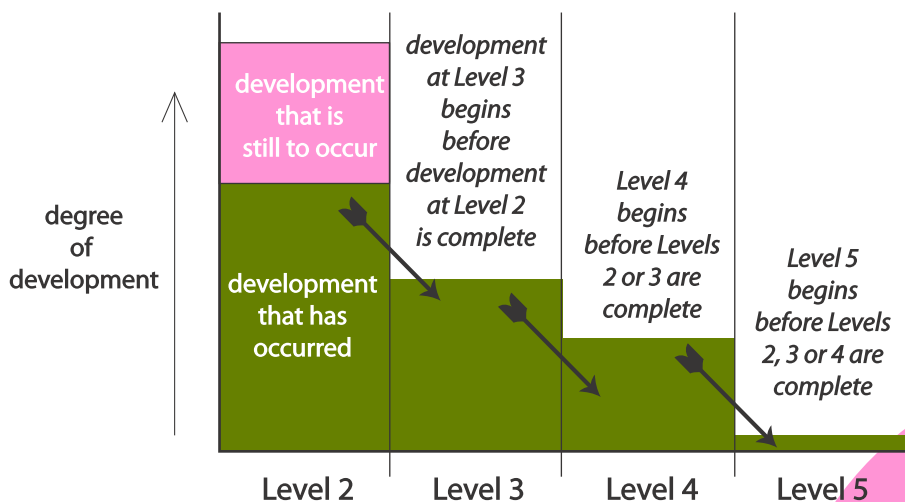 degree
of
development
development
that is
still to occur
development
that has
occurred
development
at Level 3
begins
before
development
at Level 2
is complete
Level 4
begins
before Levels
2 or 3 are
complete
Level 5
begins
before Levels
2, 3 or 4 are
complete
Level 2
Level 3
Level 4
Level 5